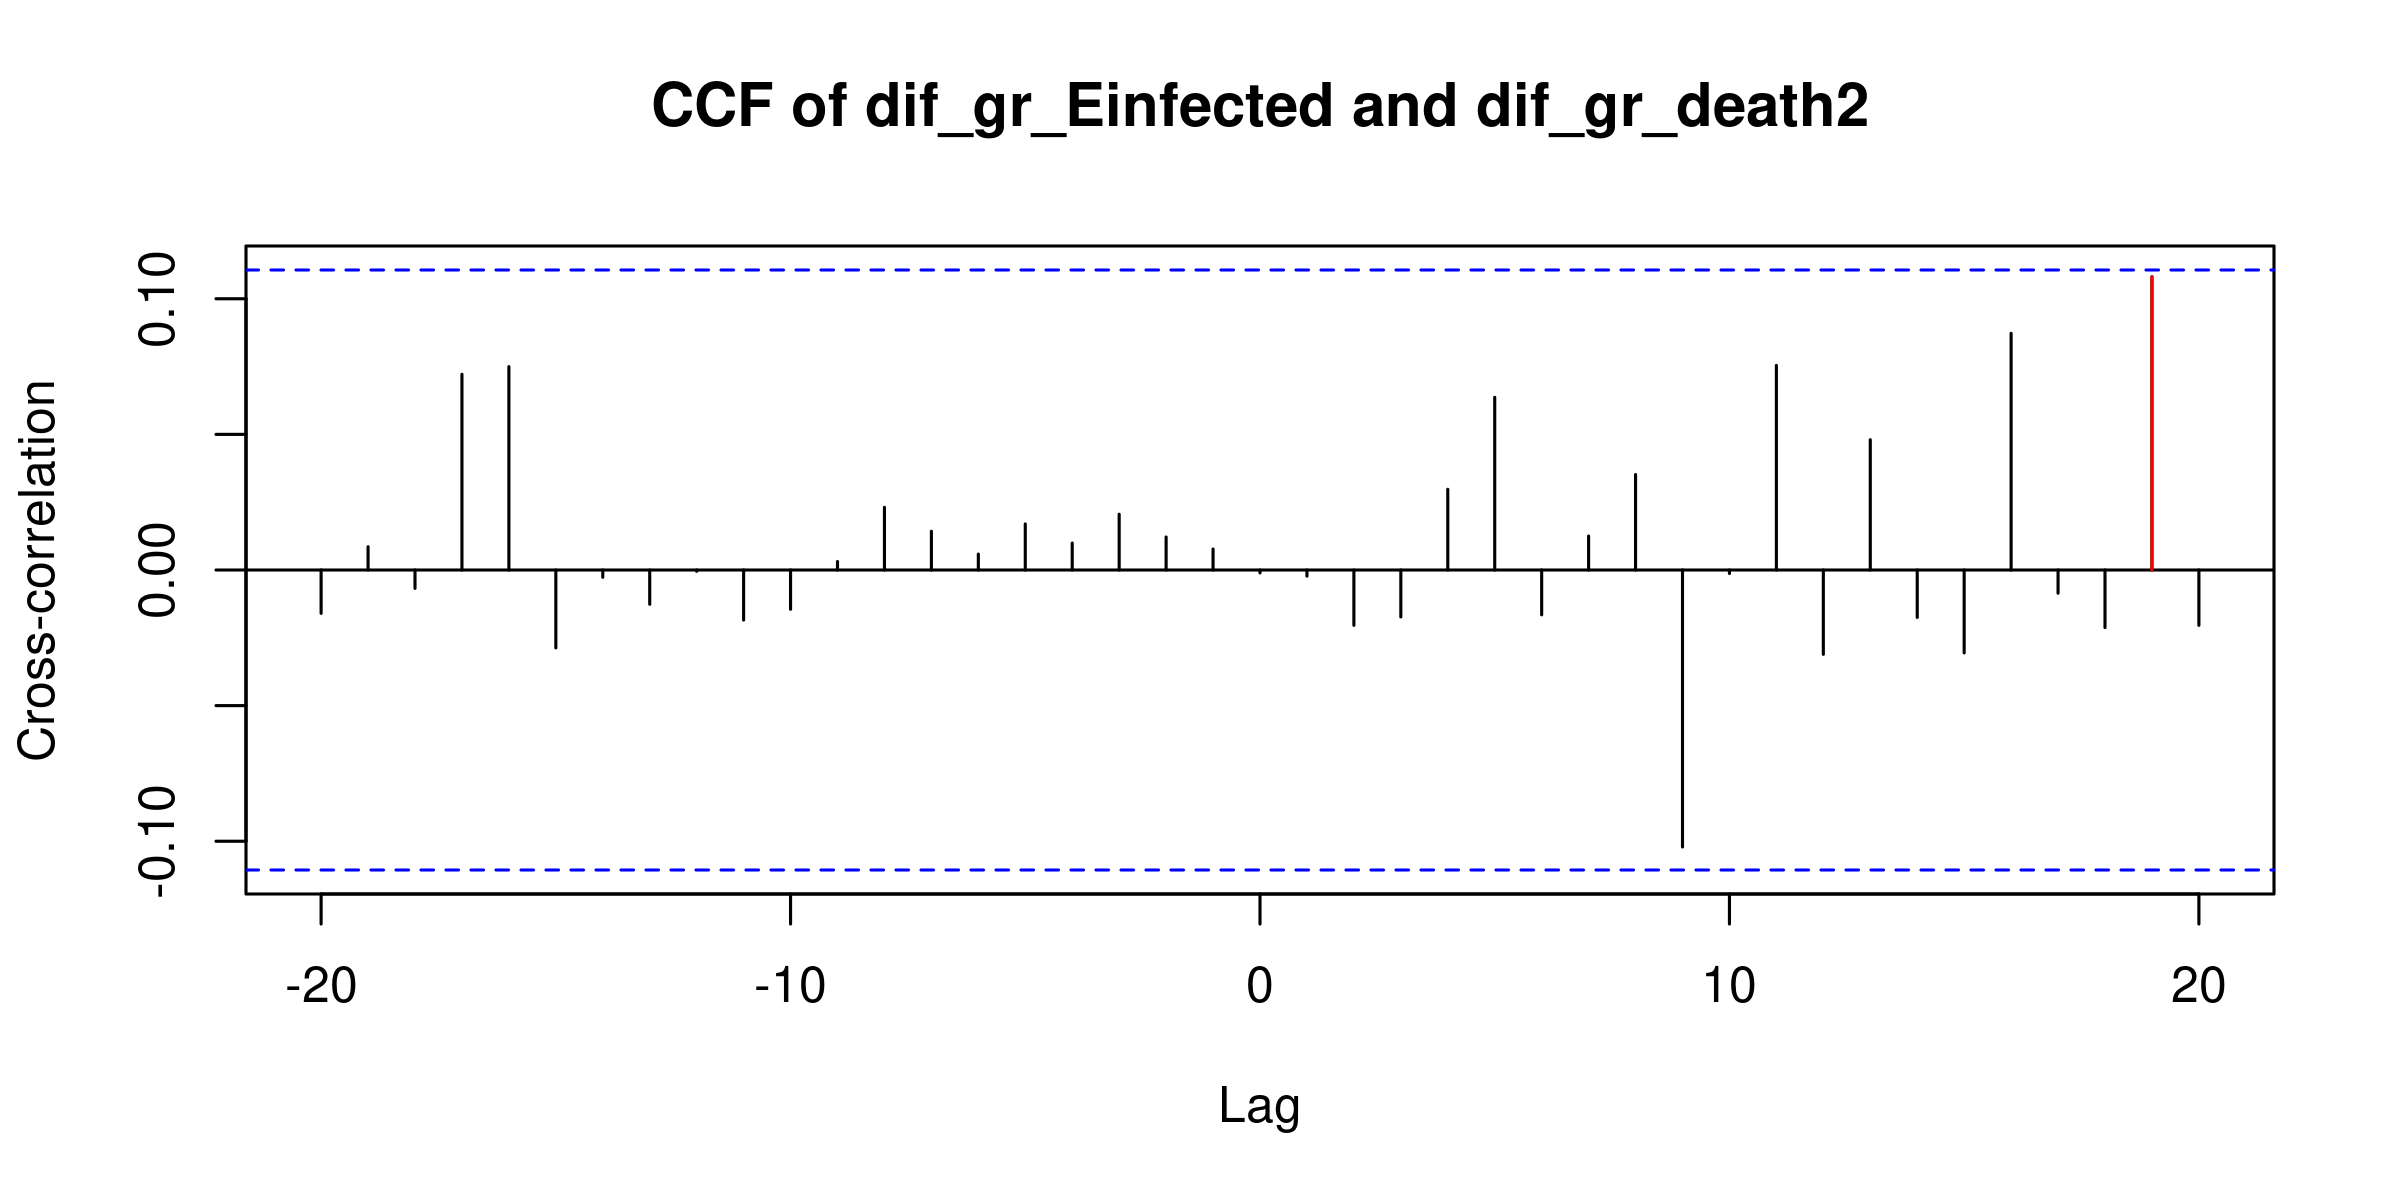 CCF of dif_gr_Einfected and dif_gr_death2
Cross-correlation
0.10
0.00
-0.10
-20 -10 0 10 20
Lag